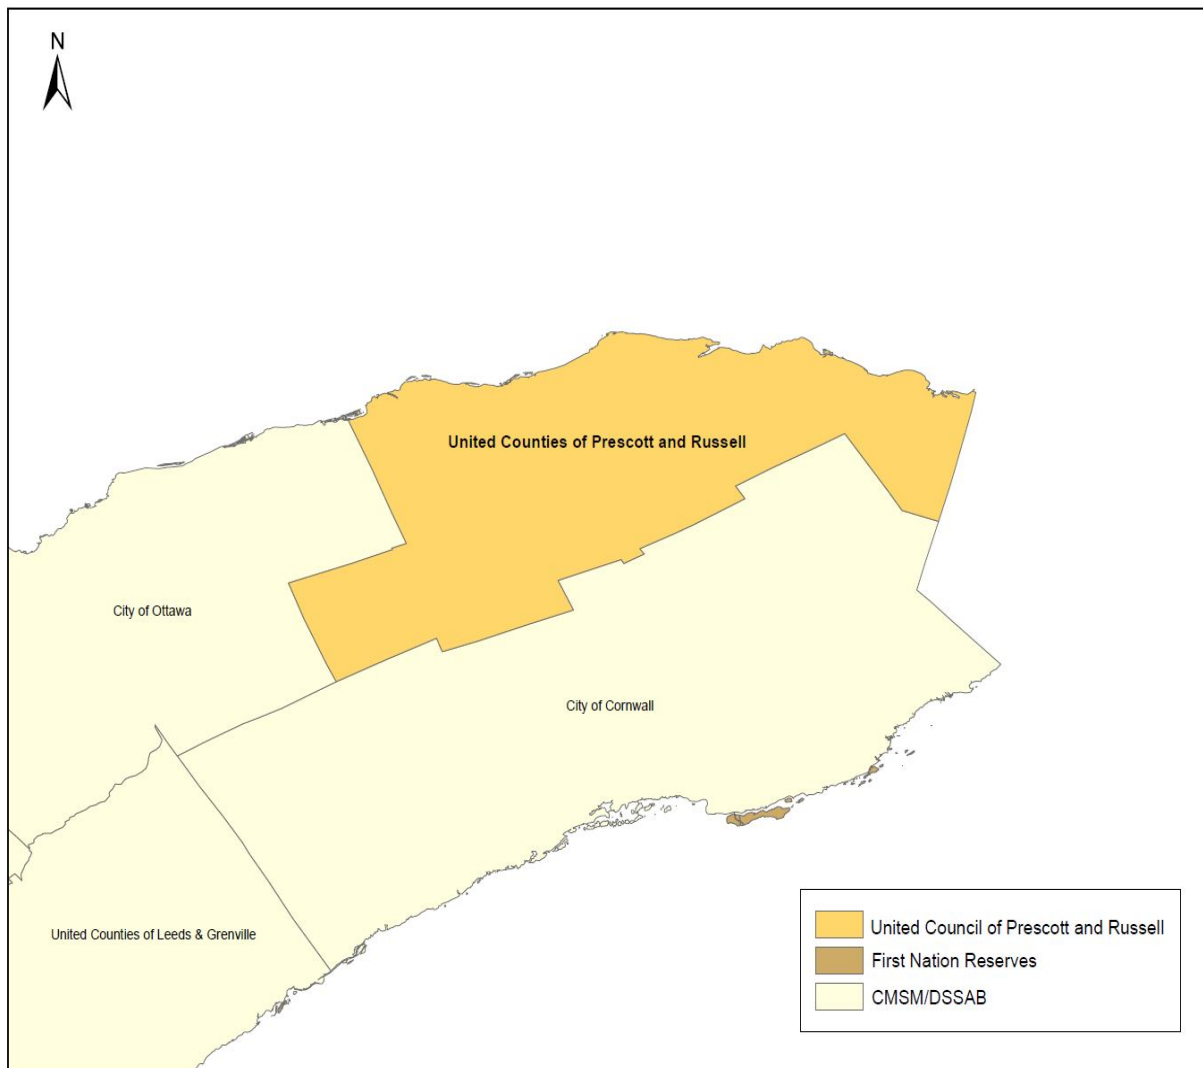 N
United Counties of Prescott and Russell
City of Ottawa
City of Cornwall
United Counties of Leeds & Grenville
United Council of Prescott and Russell
First Nation Reserves
CMSM/DSSAB